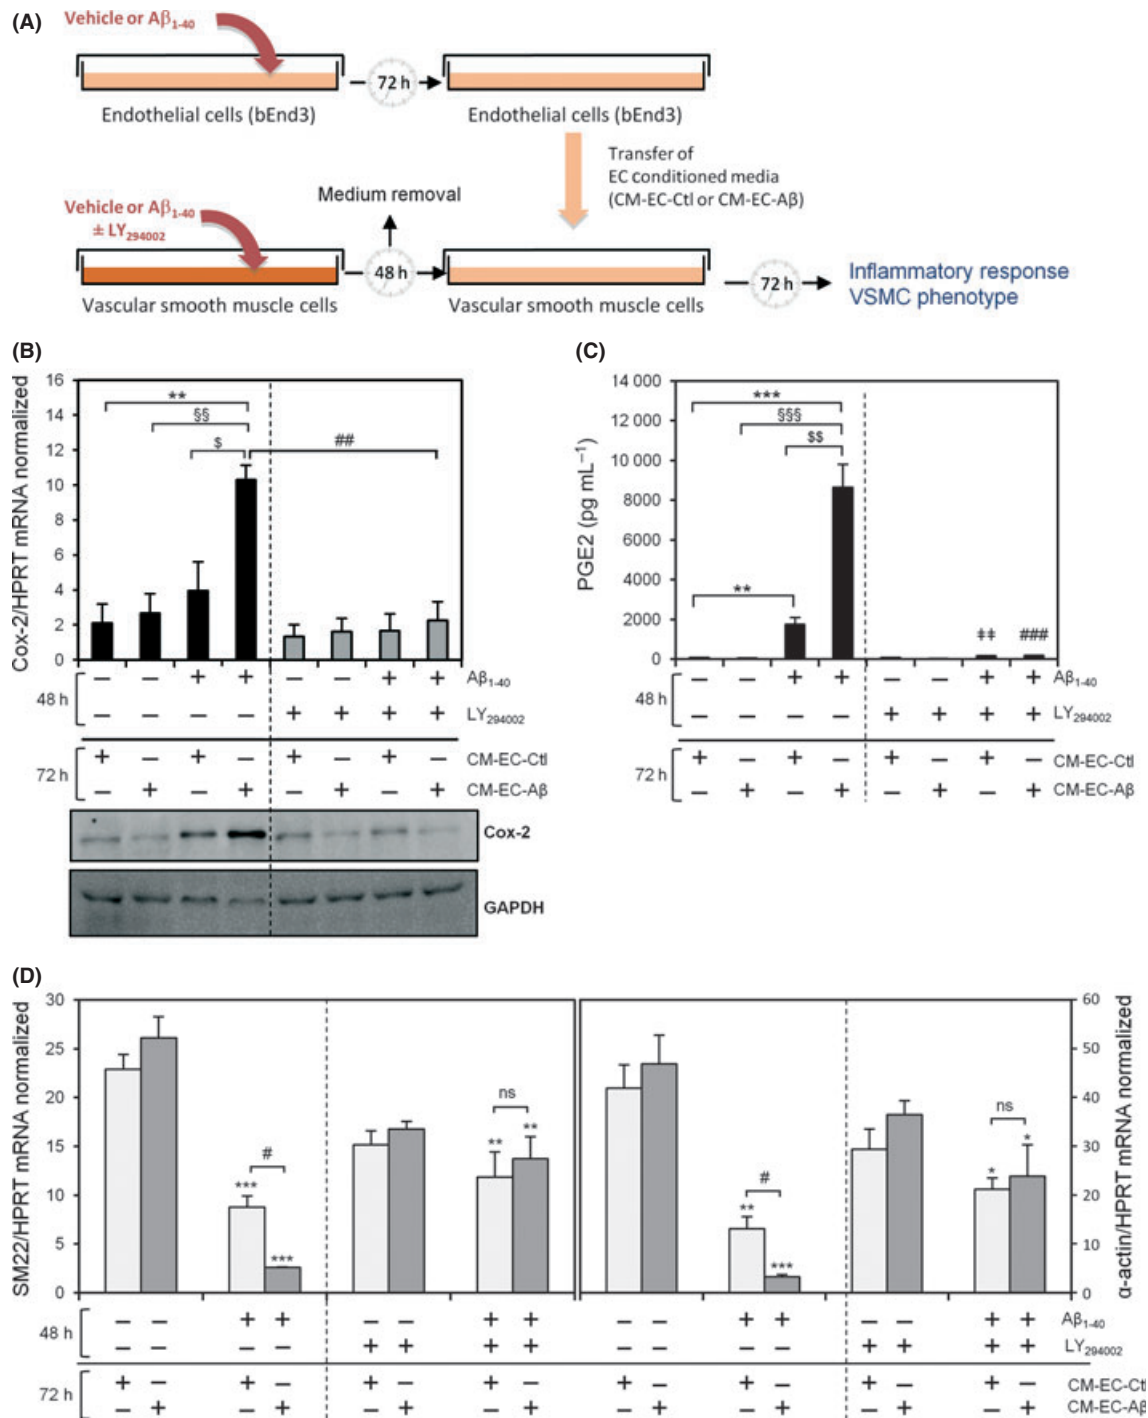 (A)
Vehicle or Aβ1-40
72 h
Endothelial cells (bEnd3)
Endothelial cells (bEnd3)
Transfer of
EC conditioned media
(CM-EC-Ctl or CM-EC-Aβ)
Medium removal
Vehicle or Aβ1-40
± LY294002
48 h
72 h
Inflammatory response
VSMC phenotype
Vascular smooth muscle cells
Vascular smooth muscle cells
(B)
Cox-2/HPRT mRNA normalized
16
14
12
10
8
6
4
2
0
**
§§
$
##
48 h
– – + + – – + + Aβ1-40
– – – – + + + + LY294002
72 h
+ – + – + – + – CM-EC-Ctl
– + – + – + – + CM-EC-Aβ
Cox-2
GAPDH
(C)
PGE2 (pg mL−1)
14 000
12 000
10 000
8000
6000
4000
2000
0
***
§§§
$$
**
‡‡
###
48 h
– – + + – – + + Aβ1-40
– – – – + + + + LY294002
72 h
+ – + – + – + – CM-EC-Ctl
– + – + – + – + CM-EC-Aβ
(D)
SM22/HPRT mRNA normalized
30
25
20
15
10
5
0
***
#
***
**
ns
**
**
#
***
*
ns
*
60
50
40
30
20
10
0
α-actin/HPRT mRNA normalized
48 h
– – + + – – + + – – + + – – + + Aβ1-40
– – – – + + + + – – – – + + + + LY294002
72 h
+ – + – + – + – + – + – + – + – CM-EC-Ctl
– + – + – + – + – + – + – + – + CM-EC-Aβ